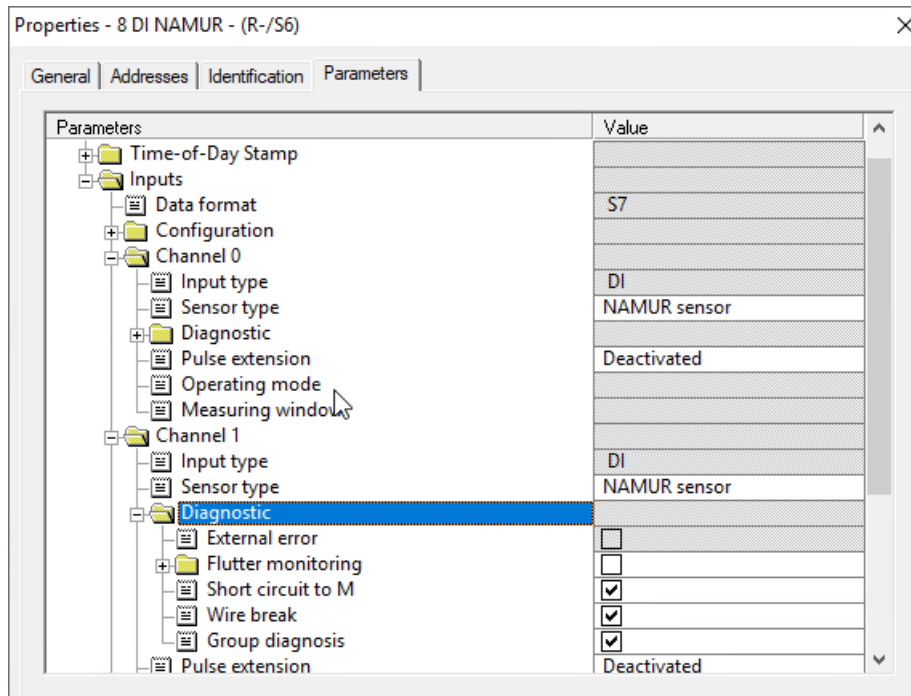 Properties - 8 DI NAMUR - (R-/S6)
General Addresses Identification Parameters
Parameters Value
Time-of-Day Stamp
Inputs
Data format S7
Configuration
Channel 0
Input type DI
Sensor type NAMUR sensor
Diagnostic
Pulse extension Deactivated
Operating mode
Measuring window
Channel 1
Input type DI
Sensor type NAMUR sensor
Diagnostic
External error
Flutter monitoring
Short circuit to M
Wire break
Group diagnosis
Pulse extension Deactivated